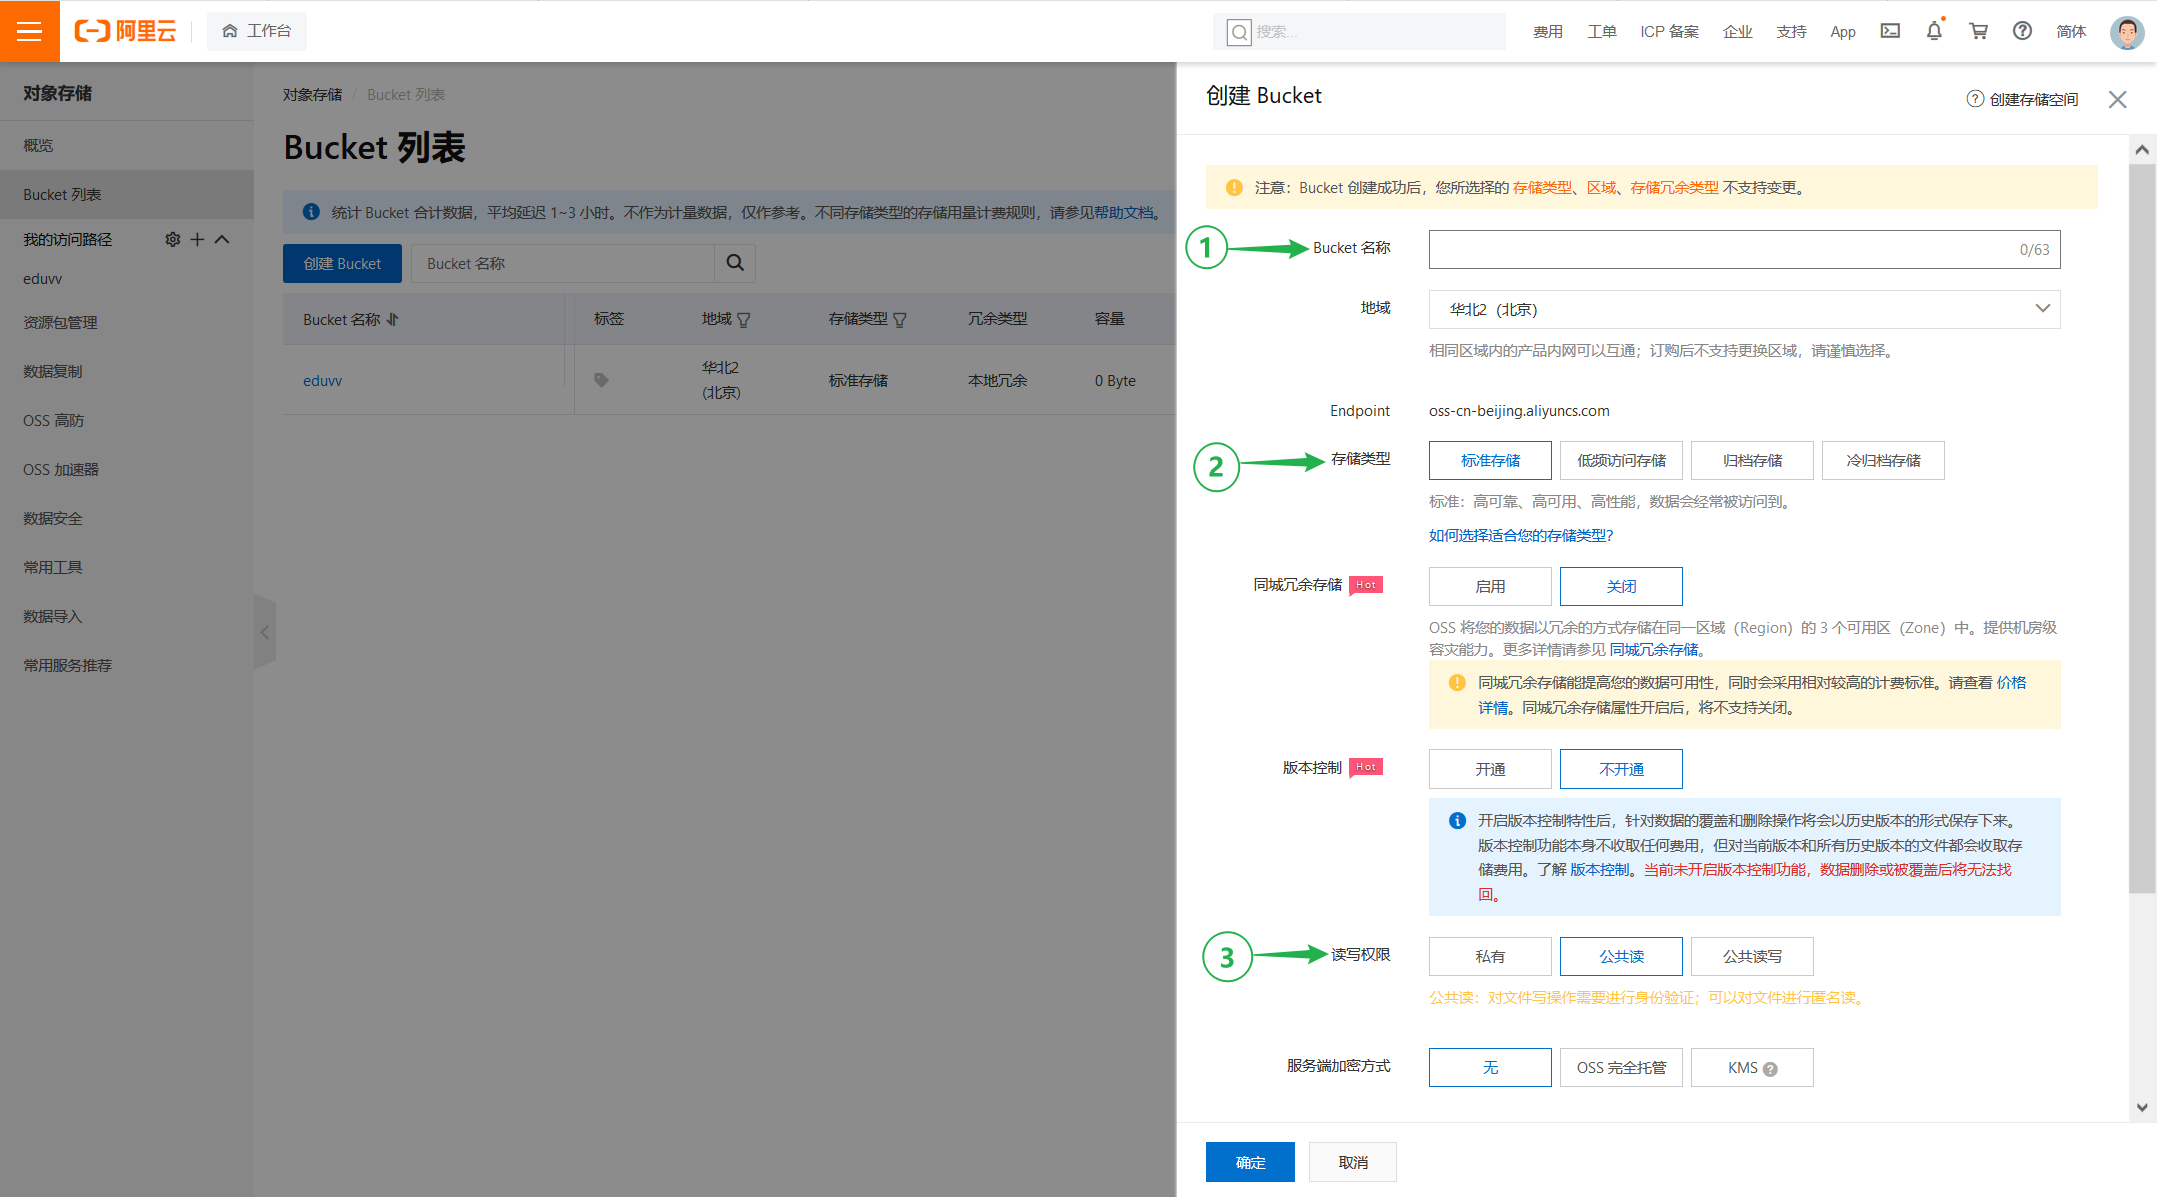 阿里云
工作台
搜索...
费用
工单
ICP 备案
企业
支持
App
简体
对象存储
概览
Bucket 列表
我的访问路径
eduvv
资源包管理
数据复制
OSS 高防
OSS 加速器
数据安全
常用工具
数据导入
常用服务推荐
对象存储 / Bucket 列表
Bucket 列表
统计 Bucket 合计数据，平均延迟 1~3 小时。不作为计量数据，仅作参考。不同存储类型的存储用量计费规则，请参见帮助文档。
创建 Bucket
Bucket 名称
Bucket 名称 标签 地域 存储类型 冗余类型 容量
eduvv 华北2 (北京) 标准存储 本地冗余 0 Byte
创建 Bucket
创建存储空间
注意：Bucket 创建成功后，您所选择的 存储类型、区域、存储冗余类型 不支持变更。
1 Bucket 名称 0/63
地域 华北2（北京）
相同区域内的产品内网可以互通；订购后不支持更换区域，请谨慎选择。
Endpoint oss-cn-beijing.aliyuncs.com
2 存储类型 标准存储 低频访问存储 归档存储 冷归档存储
标准：高可靠、高可用、高性能，数据会经常被访问到。
如何选择适合您的存储类型？
同城冗余存储 Hot 启用 关闭
OSS 将您的数据以冗余的方式存储在同一区域（Region）的 3 个可用区（Zone）中。提供机房级
容灾能力。更多详情请参见 同城冗余存储。
同城冗余存储能提高您的数据可用性，同时会采用相对较高的计费标准。请查看 价格
详情。同城冗余存储属性开启后，将不支持关闭。
版本控制 Hot 开通 不开通
开启版本控制特性后，针对数据的覆盖和删除操作将会以历史版本的形式保存下来。
版本控制功能本身不收取任何费用，但对当前版本和所有历史版本的文件都会收取存
储费用。了解 版本控制。当前未开启版本控制功能，数据删除或被覆盖后将无法找
回。
3 读写权限 私有 公共读 公共读写
公共读：对文件写操作需要进行身份验证；可以对文件进行匿名读。
服务端加密方式 无 OSS 完全托管 KMS
确定 取消